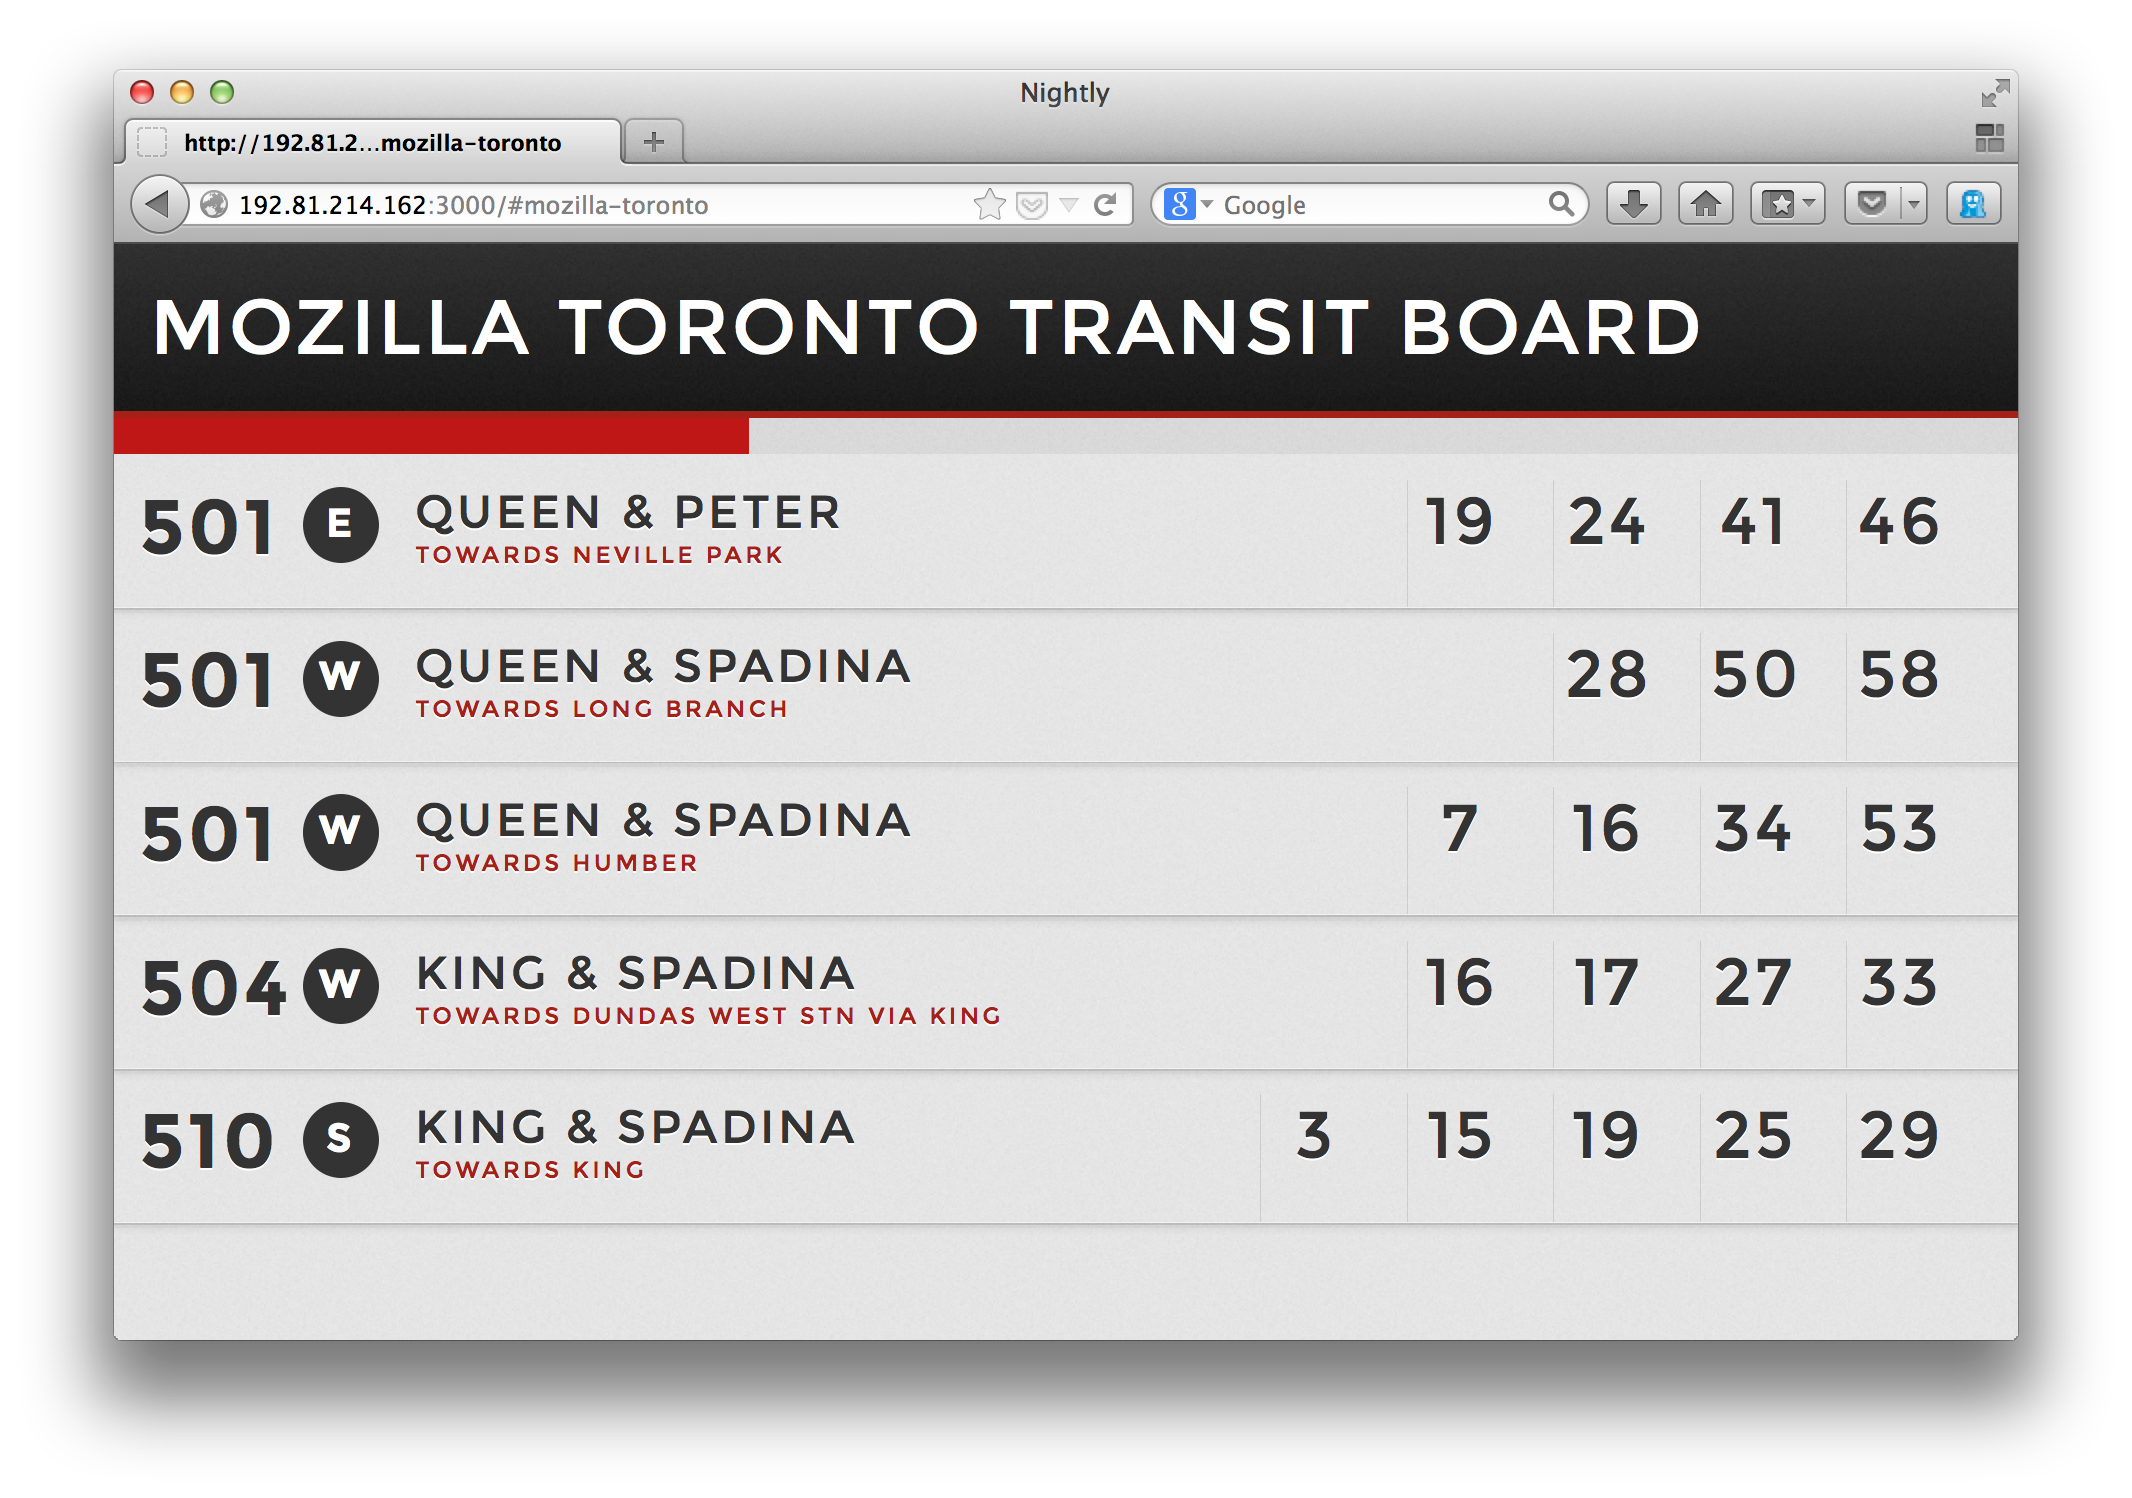 Nightly
http://192.81.2...mozilla-toronto
192.81.214.162:3000/#mozilla-toronto
Google
MOZILLA TORONTO TRANSIT BOARD
501 E QUEEN & PETER 19 24 41 46
TOWARDS NEVILLE PARK
501 W QUEEN & SPADINA 28 50 58
TOWARDS LONG BRANCH
501 W QUEEN & SPADINA 7 16 34 53
TOWARDS HUMBER
504 W KING & SPADINA 16 17 27 33
TOWARDS DUNDAS WEST STN VIA KING
510 S KING & SPADINA 3 15 19 25 29
TOWARDS KING